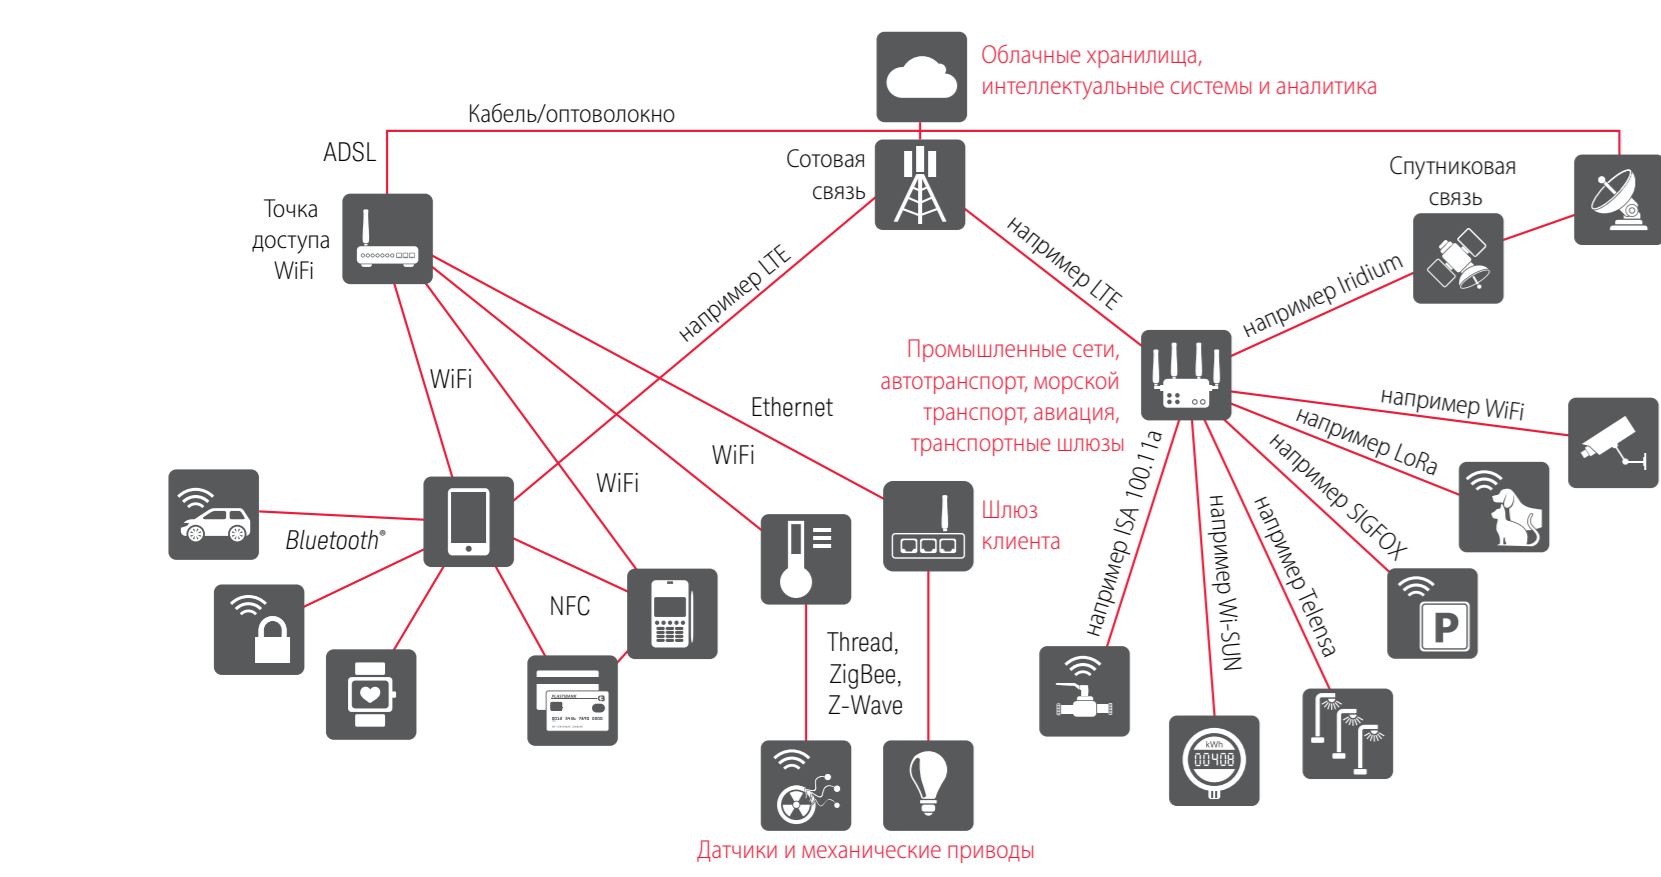 Облачные хранилища,
интеллектуальные системы и аналитика
Кабель/оптоволокно
ADSL
Сотовая
связь
Спутниковая
связь
Точка
доступа
WiFi
например LTE
например LTE
например Iridium
Промышленные сети,
автотранспорт, морской
транспорт, авиация,
транспортные шлюзы
WiFi
Ethernet
WiFi
WiFi
например WiFi
например LoRa
например SIGFOX
например Telensa
например Wi-SUN
например ISA 100.11a
Bluetooth®
Шлюз
клиента
NFC
Thread,
ZigBee,
Z-Wave
P
kWh
00408
Датчики и механические приводы